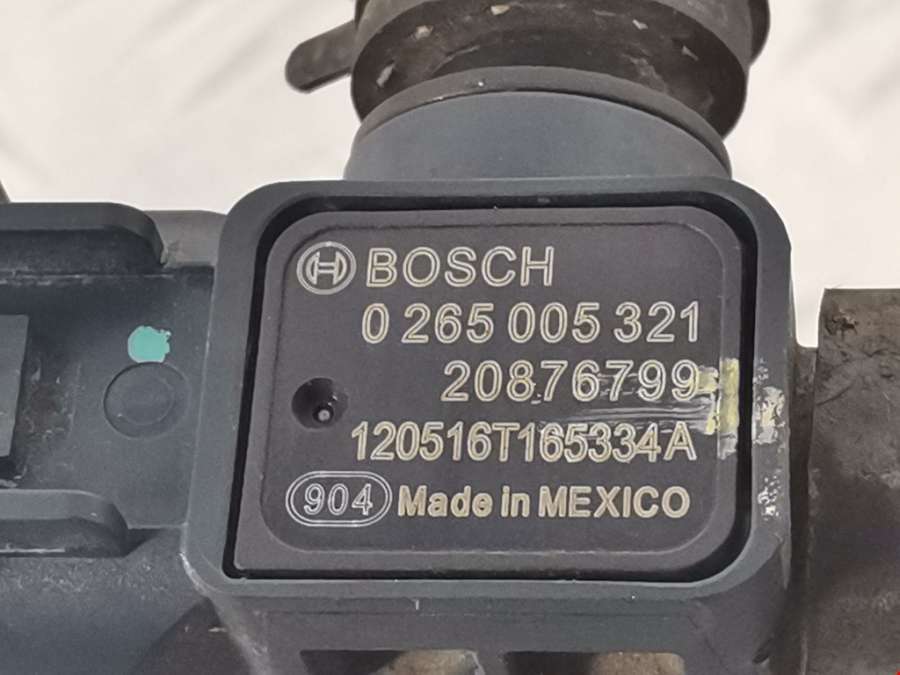 BOSCH
0 265 005 321
20876799
120516T165334A
904 Made in MEXICO